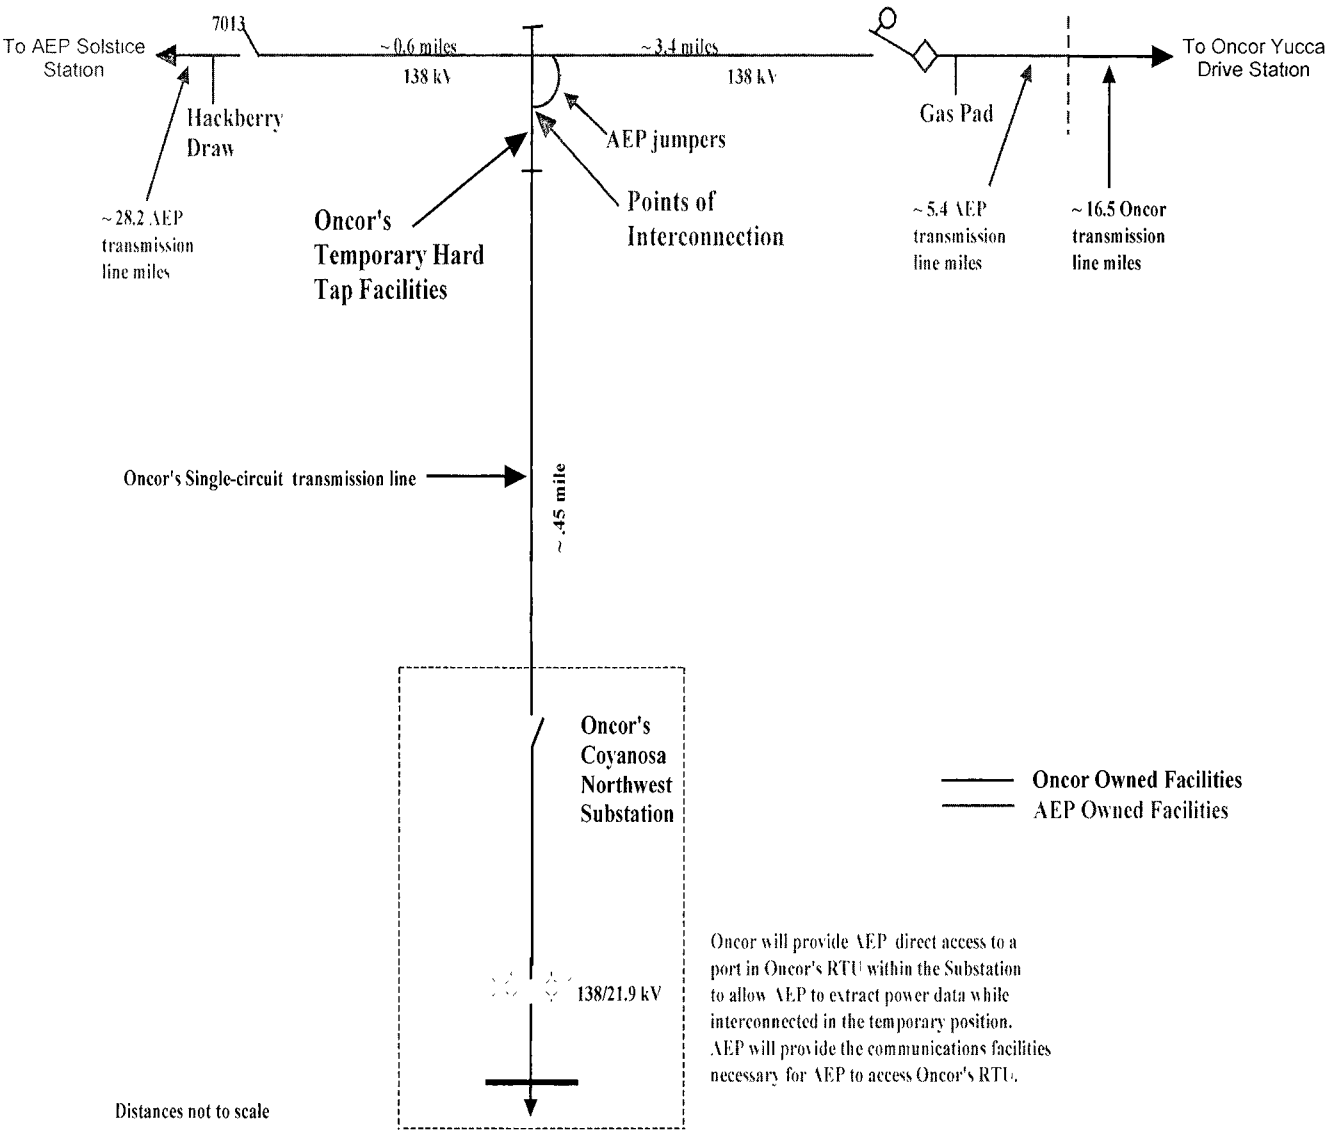 7013
To AEP Solstice
Station
~ 0.6 miles
138 kV
~ 3.4 miles
138 kV
To Oncor Yucca
Drive Station
Hackberry
Draw
Gas Pad
AEP jumpers
~ 28.2 AEP
transmission
line miles
Oncor's
Temporary Hard
Tap Facilities
Points of
Interconnection
~ 5.4 AEP
transmission
line miles
~ 16.5 Oncor
transmission
line miles
Oncor's Single-circuit transmission line
~ .45 mile
Oncor's
Coyanosa
Northwest
Substation
Oncor Owned Facilities
AEP Owned Facilities
138/21.9 kV
Oncor will provide AEP direct access to a
port in Oncor's RTU within the Substation
to allow AEP to extract power data while
interconnected in the temporary position.
AEP will provide the communications facilities
necessary for AEP to access Oncor's RTU.
Distances not to scale